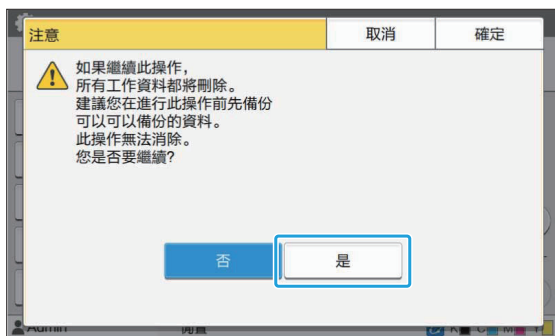 注意
取消
確定
如果繼續此操作，
所有工作資料都將刪除。
建議您在進行此操作前先備份
可以可以備份的資料。
此操作無法消除。
您是否要繼續?
否
是
Admin
閒置
K C M Y